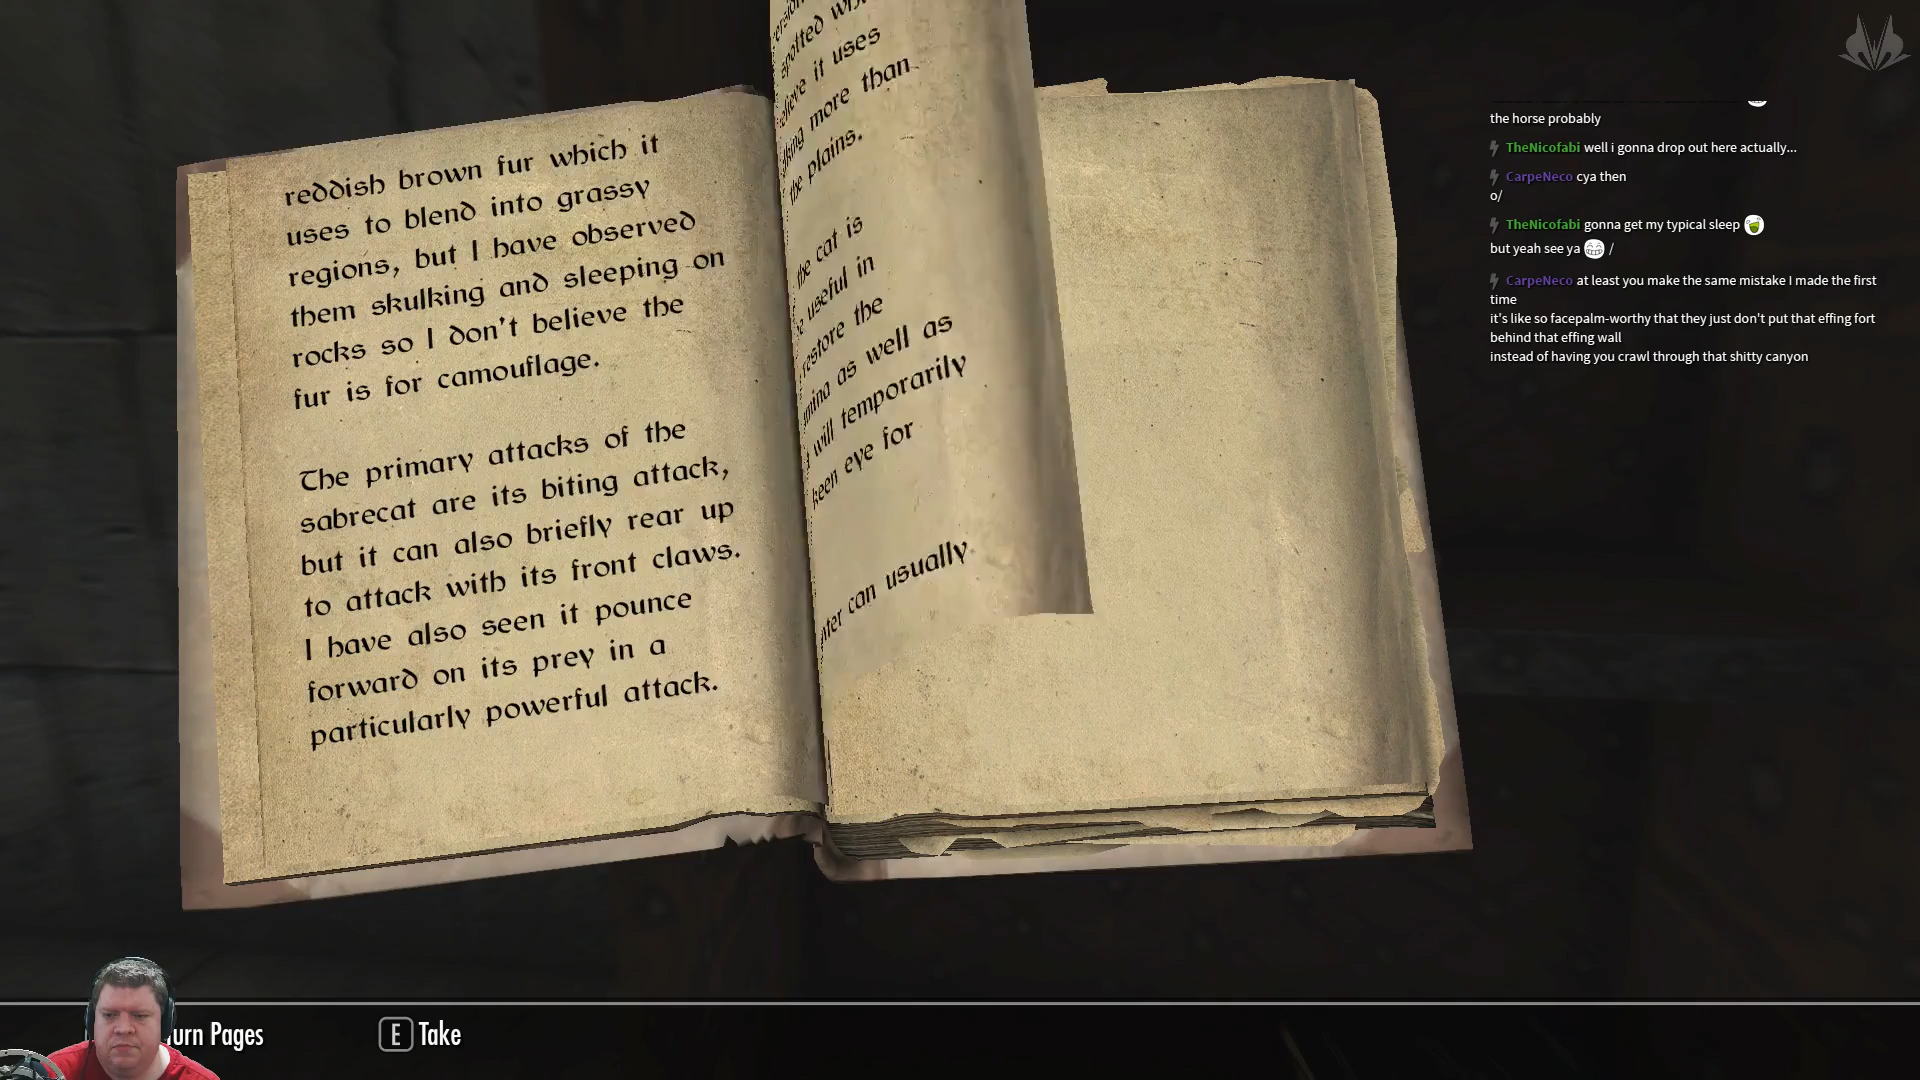 reddish brown fur which it
uses to blend into grassy
regions, but I have observed
them skulking and sleeping on
rocks so I don't believe the
fur is for camouflage.
The primary attacks of the
sabrecat are its biting attack,
but it can also briefly rear up
to attack with its front claws.
I have also seen it pounce
forward on its prey in a
particularly powerful attack.
spotted
it uses
more than
the plains.
the cat is
useful in
restore the
as well as
will temporarily
keen eye for
can usually
the horse probably
TheNicofabi well i gonna drop out here actually...
CarpeNeco cya then
o/
TheNicofabi gonna get my typical sleep
but yeah see ya /
CarpeNeco at least you make the same mistake I made the first
time
it's like so facepalm-worthy that they just don't put that effing fort
behind that effing wall
instead of having you crawl through that shitty canyon
urn Pages
E Take